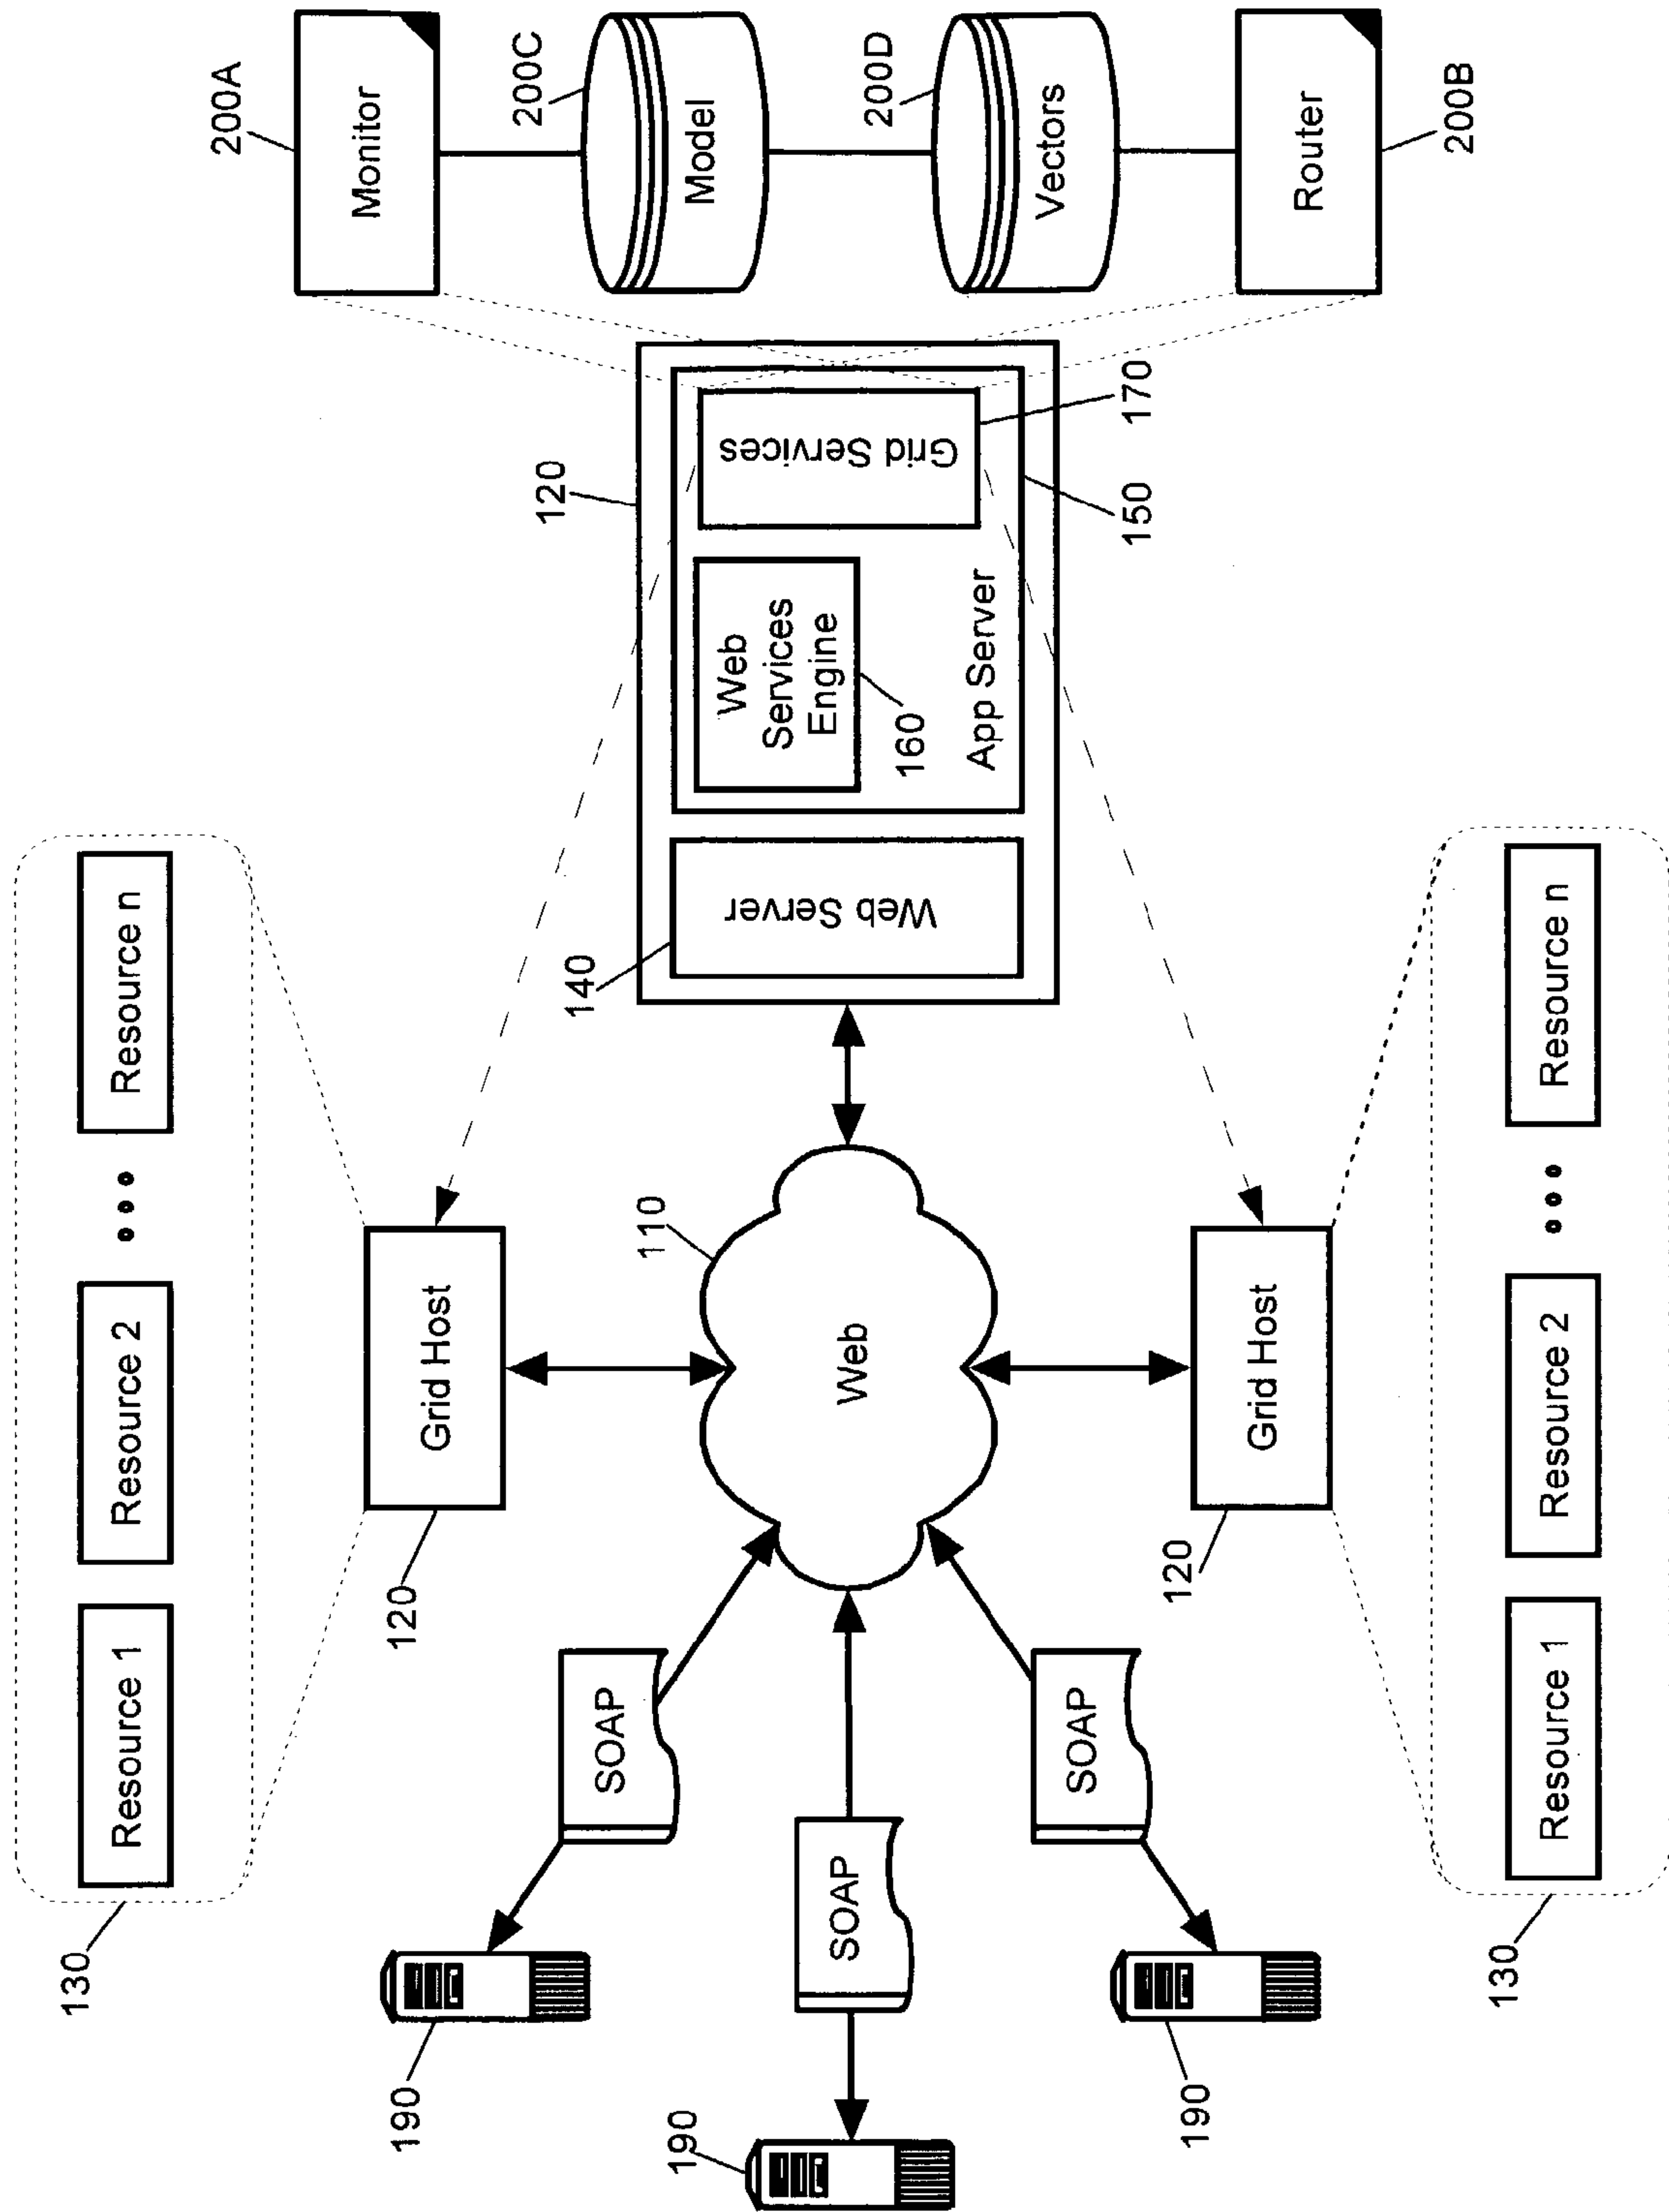 130
Resource 1
Resource 2
Resource n
120
Grid Host
190
SOAP
190
SOAP
190
SOAP
110
Web
120
Grid Host
130
Resource 1
Resource 2
Resource n
120
140
Web Server
Web
Services
Engine
160
App Server
150
Grid Services
170
200A
Monitor
200C
Model
200D
Vectors
Router
200B